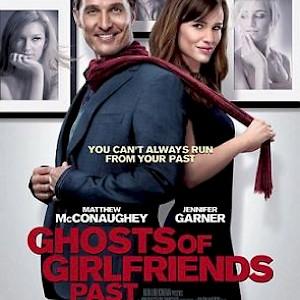 YOU CAN'T ALWAYS RUN
FROM YOUR PAST
MATTHEW JENNIFER
McCONAUGHEY GARNER
GHOSTS OF
GIRLFRIENDS
PAST